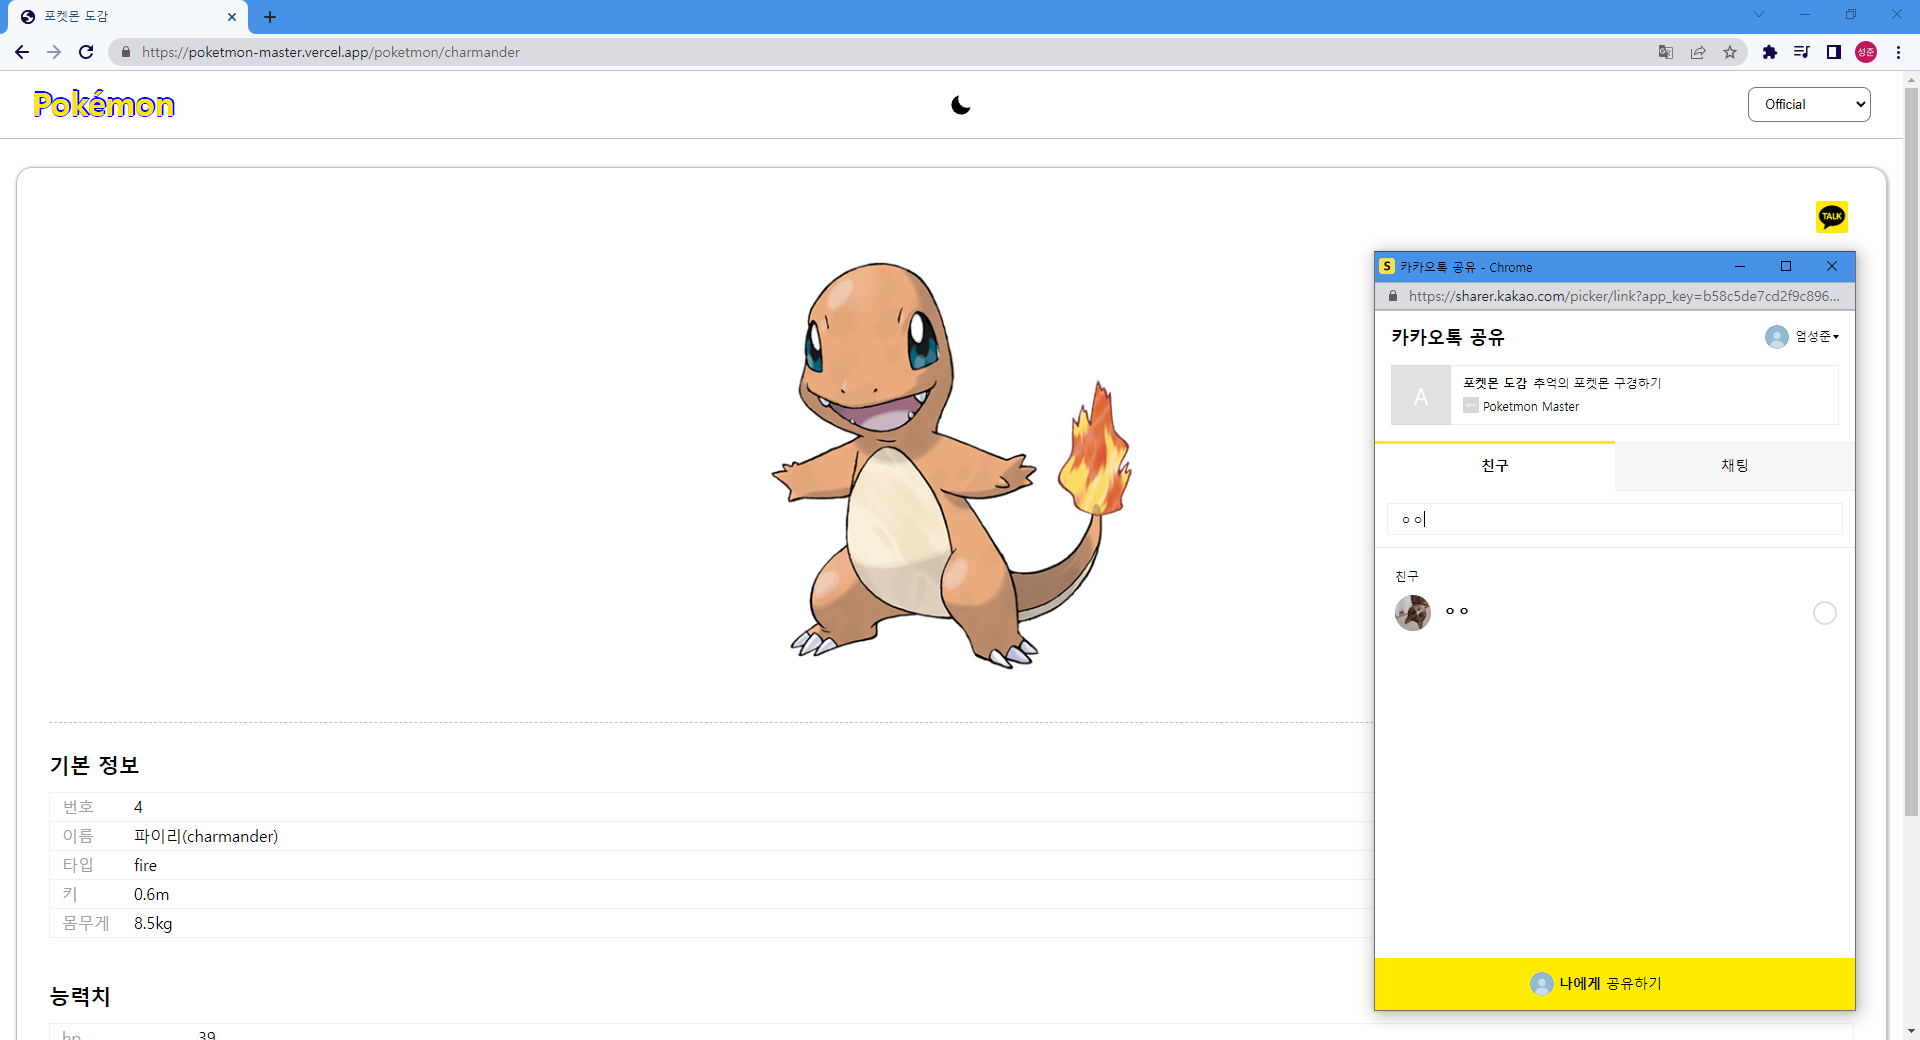 포켓몬 도감
https://poketmon-master.vercel.app/poketmon/charmander
성준
Pokémon
Official
TALK
S 카카오톡 공유 - Chrome
https://sharer.kakao.com/picker/link?app_key=b58c5de7cd2f9c896...
카카오톡 공유
엄성준
A
포켓몬 도감 추억의 포켓몬 구경하기
Poketmon Master
친구
채팅
ㅇㅇ
친구
ㅇㅇ
나에게 공유하기
기본 정보
번호 4
이름 파이리(charmander)
타입 fire
키 0.6m
몸무게 8.5kg
능력치
hp 39